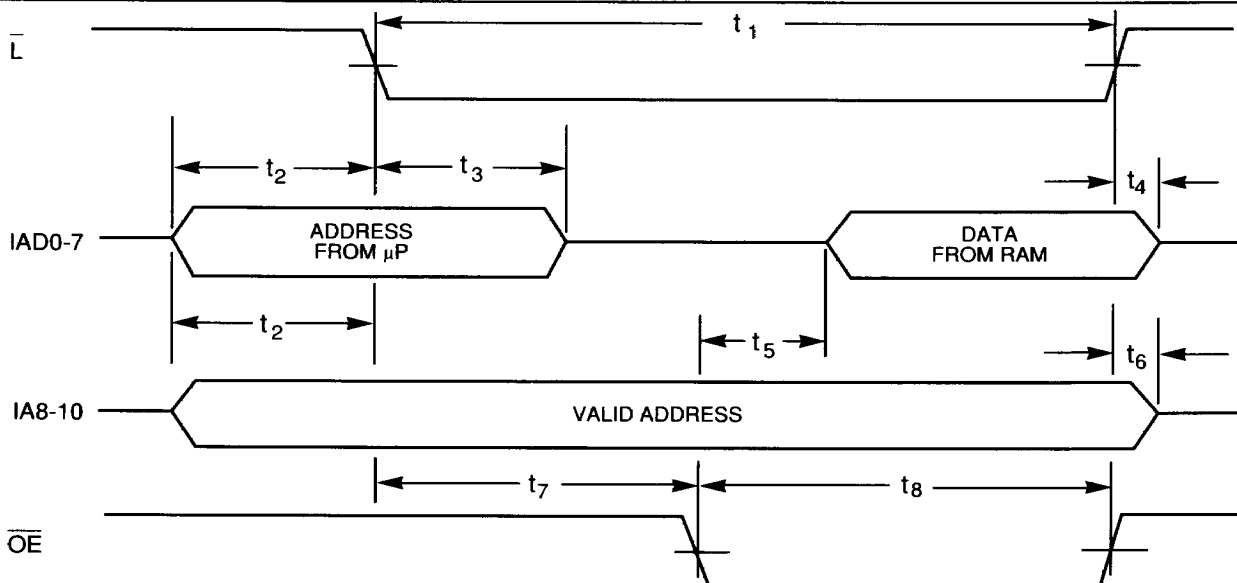 t₁
L̅
t₂ t₃ t₄
IAD0-7
ADDRESS
FROM µP
DATA
FROM RAM
t₂ t₅ t₆
IA8-10
VALID ADDRESS
t₇ t₈
O̅E̅